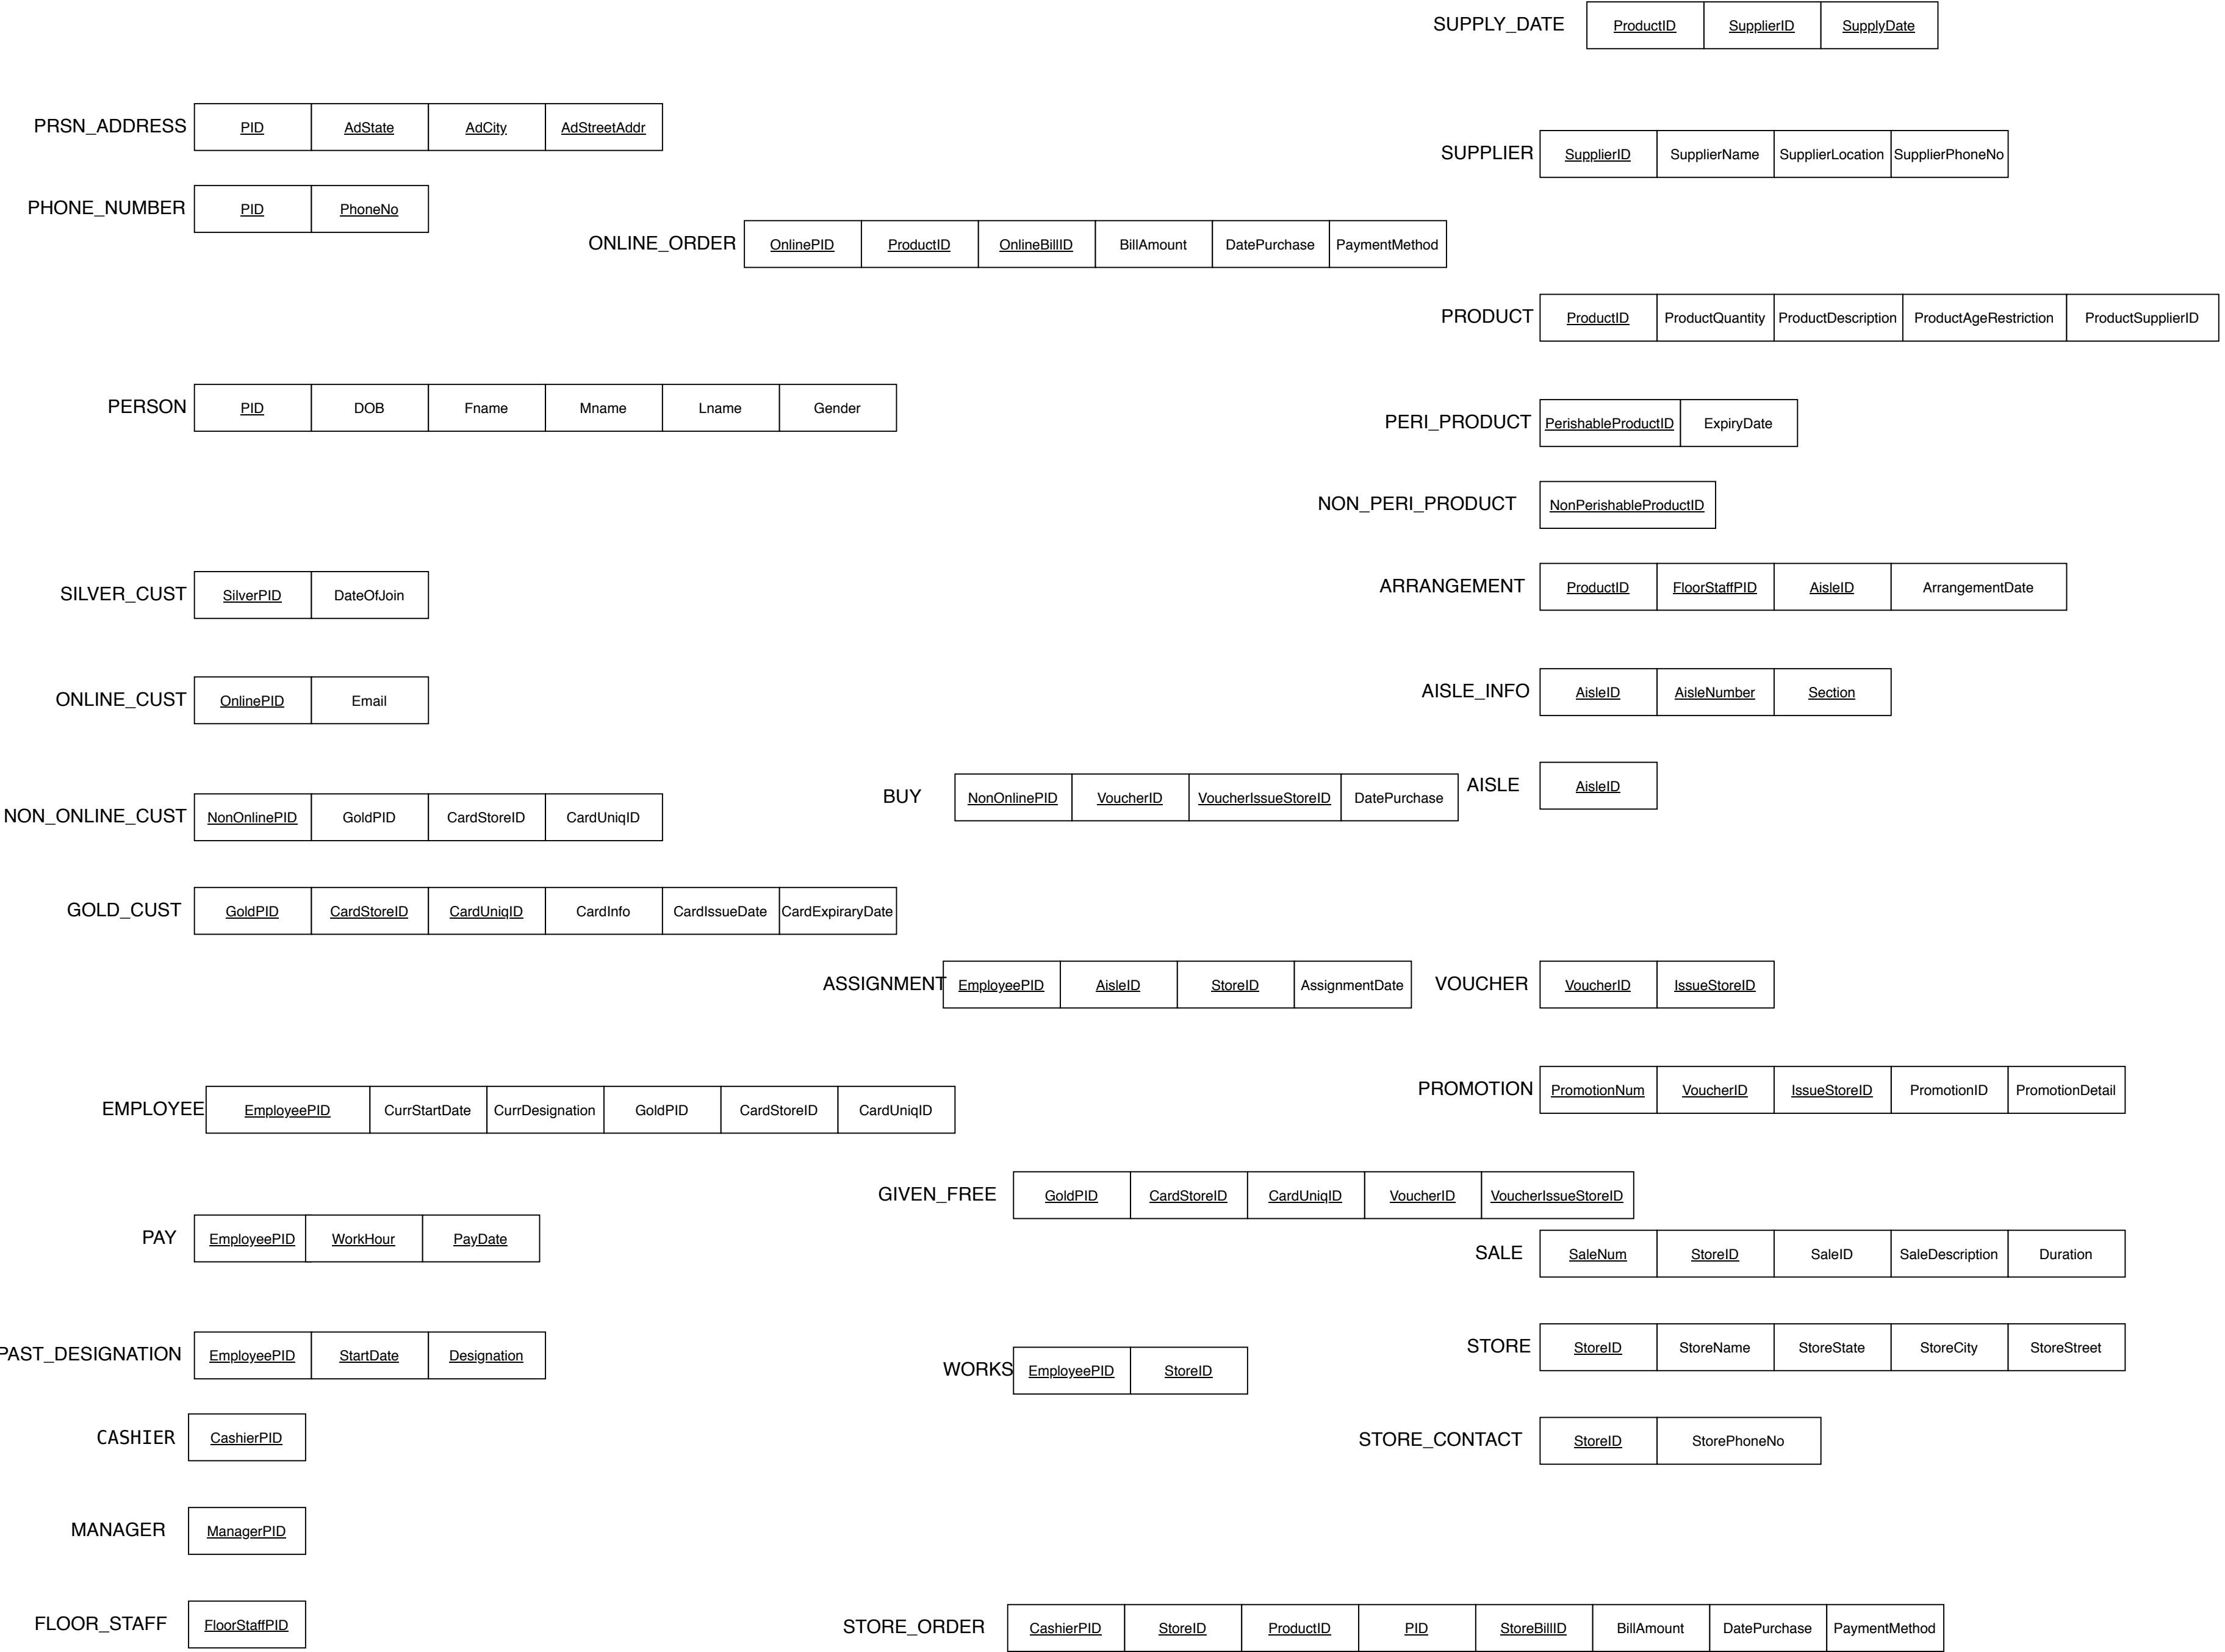 SUPPLY_DATE ProductID SupplierID SupplyDate
PRSN_ADDRESS PID AdState AdCity AdStreetAddr
SUPPLIER SupplierID SupplierName SupplierLocation SupplierPhoneNo
PHONE_NUMBER PID PhoneNo
ONLINE_ORDER OnlinePID ProductID OnlineBillID BillAmount DatePurchase PaymentMethod
PRODUCT ProductID ProductQuantity ProductDescription ProductAgeRestriction ProductSupplierID
PERSON PID DOB Fname Mname Lname Gender
PERI_PRODUCT PerishableProductID ExpiryDate
NON_PERI_PRODUCT NonPerishableProductID
SILVER_CUST SilverPID DateOfJoin
ARRANGEMENT ProductID FloorStaffPID AisleID ArrangementDate
ONLINE_CUST OnlinePID Email
AISLE_INFO AisleID AisleNumber Section
AISLE AisleID
BUY NonOnlinePID VoucherID VoucherIssueStoreID DatePurchase
NON_ONLINE_CUST NonOnlinePID GoldPID CardStoreID CardUniqID
GOLD_CUST GoldPID CardStoreID CardUniqID CardInfo CardIssueDate CardExpiraryDate
ASSIGNMENT EmployeePID AisleID StoreID AssignmentDate
VOUCHER VoucherID IssueStoreID
PROMOTION PromotionNum VoucherID IssueStoreID PromotionID PromotionDetail
EMPLOYEE EmployeePID CurrStartDate CurrDesignation GoldPID CardStoreID CardUniqID
GIVEN_FREE GoldPID CardStoreID CardUniqID VoucherID VoucherIssueStoreID
PAY EmployeePID WorkHour PayDate
SALE SaleNum StoreID SaleID SaleDescription Duration
STORE StoreID StoreName StoreState StoreCity StoreStreet
PAST_DESIGNATION EmployeePID StartDate Designation
WORKS EmployeePID StoreID
CASHIER CashierPID
STORE_CONTACT StoreID StorePhoneNo
MANAGER ManagerPID
FLOOR_STAFF FloorStaffPID
STORE_ORDER CashierPID StoreID ProductID PID StoreBillID BillAmount DatePurchase PaymentMethod